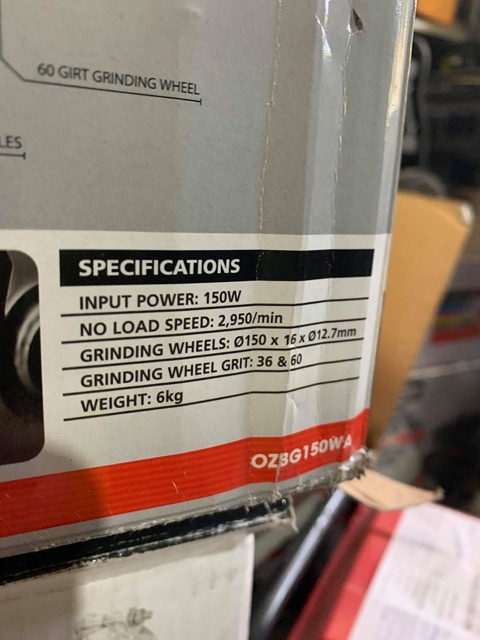 60 GIRT GRINDING WHEEL
LES
SPECIFICATIONS
INPUT POWER: 150W
NO LOAD SPEED: 2,950/min
GRINDING WHEELS: Ø150 x 16 x Ø12.7mm
GRINDING WHEEL GRIT: 36 & 60
WEIGHT: 6kg
OZBG150WA